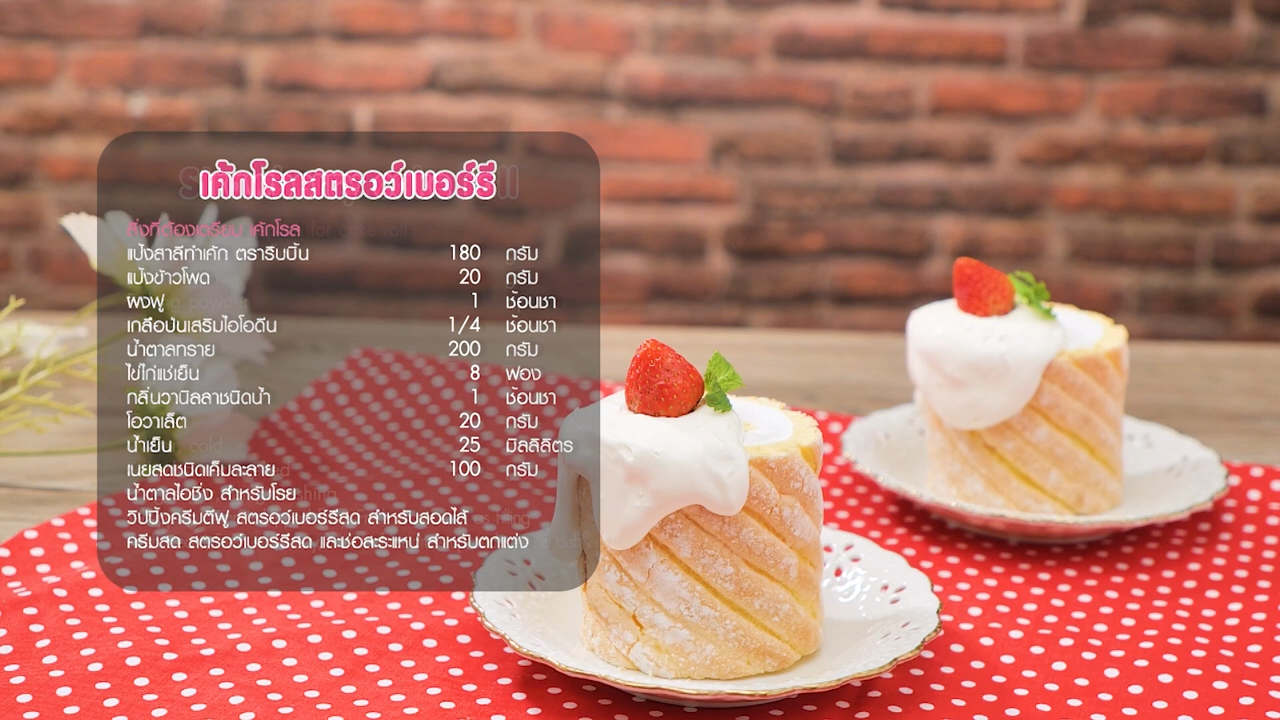 เค้กโรลสตรอว์เบอร์รี
สิ่งที่ต้องเตรียม เค้กโรล
แป้งสาลีทำเค้ก ตราริบบิ้น 180 กรัม
แป้งข้าวโพด 20 กรัม
ผงฟู 1 ช้อนชา
เกลือป่นเสริมไอโอดีน 1/4 ช้อนชา
น้ำตาลทราย 200 กรัม
ไข่ไก่แช่เย็น 8 ฟอง
กลิ่นวานิลลาชนิดน้ำ 1 ช้อนชา
โอวาเล็ต 20 กรัม
น้ำเย็น 25 มิลลิลิตร
เนยสดชนิดเค็มละลาย 100 กรัม
น้ำตาลไอซิ่ง สำหรับโรย
วิปปิ้งครีมตีฟู สตรอว์เบอร์รีสด สำหรับสอดไส้
ครีมสด สตรอว์เบอร์รีสด และช่อสะระแหน่ สำหรับตกแต่ง